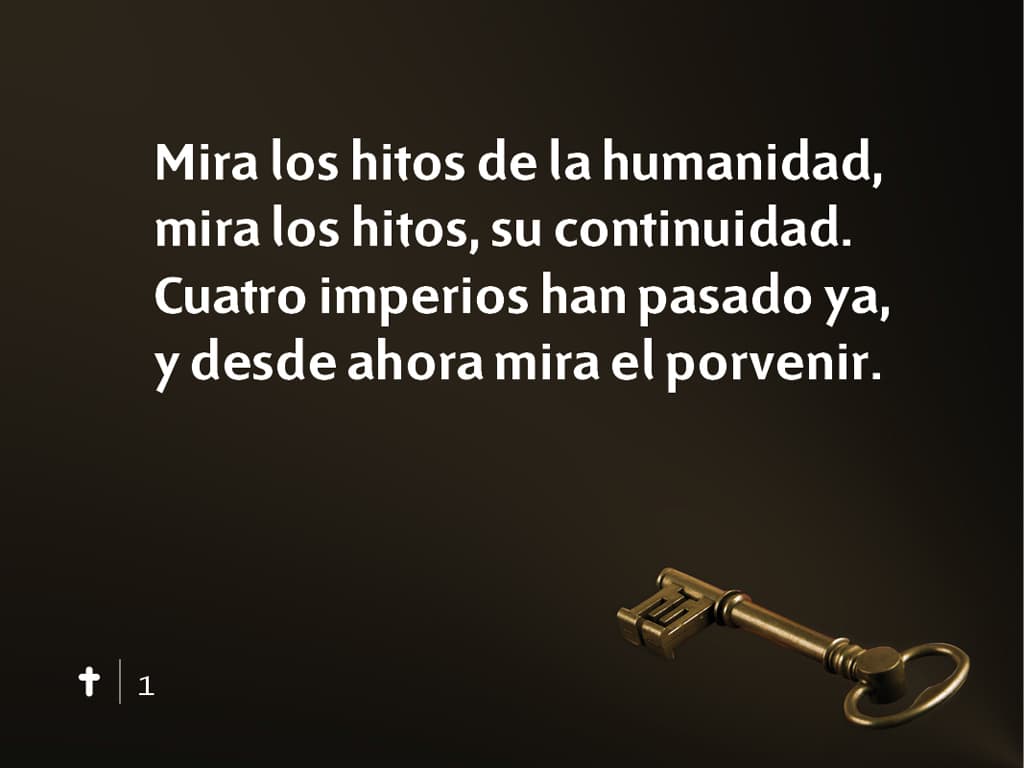 Mira los hitos de la humanidad,
mira los hitos, su continuidad.
Cuatro imperios han pasado ya,
y desde ahora mira el porvenir.
1